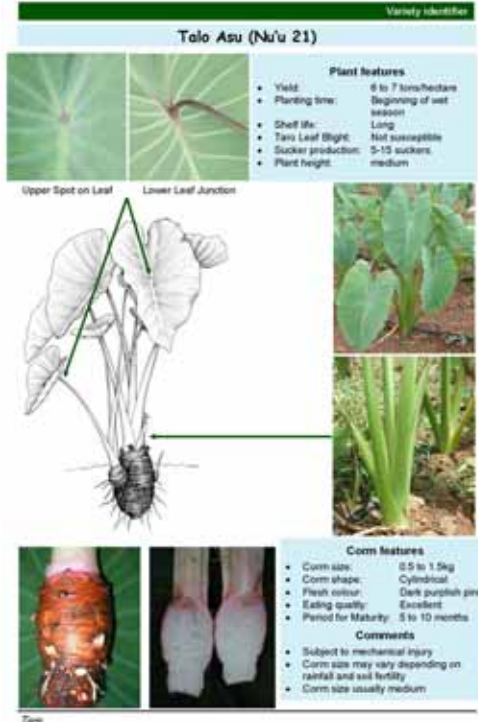 Variety identifier
Talo Asu (Nu'u 21)
Plant features
• Yield: 6 to 7 tons/hectare
• Planting time: Beginning of wet
season
• Shelf life: Long
• Taro Leaf Blight: Not susceptible
• Sucker production: 5-15 suckers
• Plant height: medium
Upper Spot on Leaf Lower Leaf Junction
Corm features
• Corm size: 0.5 to 1.5kg
• Corm shape: Cylindrical
• Flesh colour: Dark purplish pin
• Eating quality: Excellent
• Period for Maturity: 5 to 10 months
Comments
• Subject to mechanical injury
• Corm size may vary depending on
rainfall and soil fertility
• Corm size usually medium
Taro